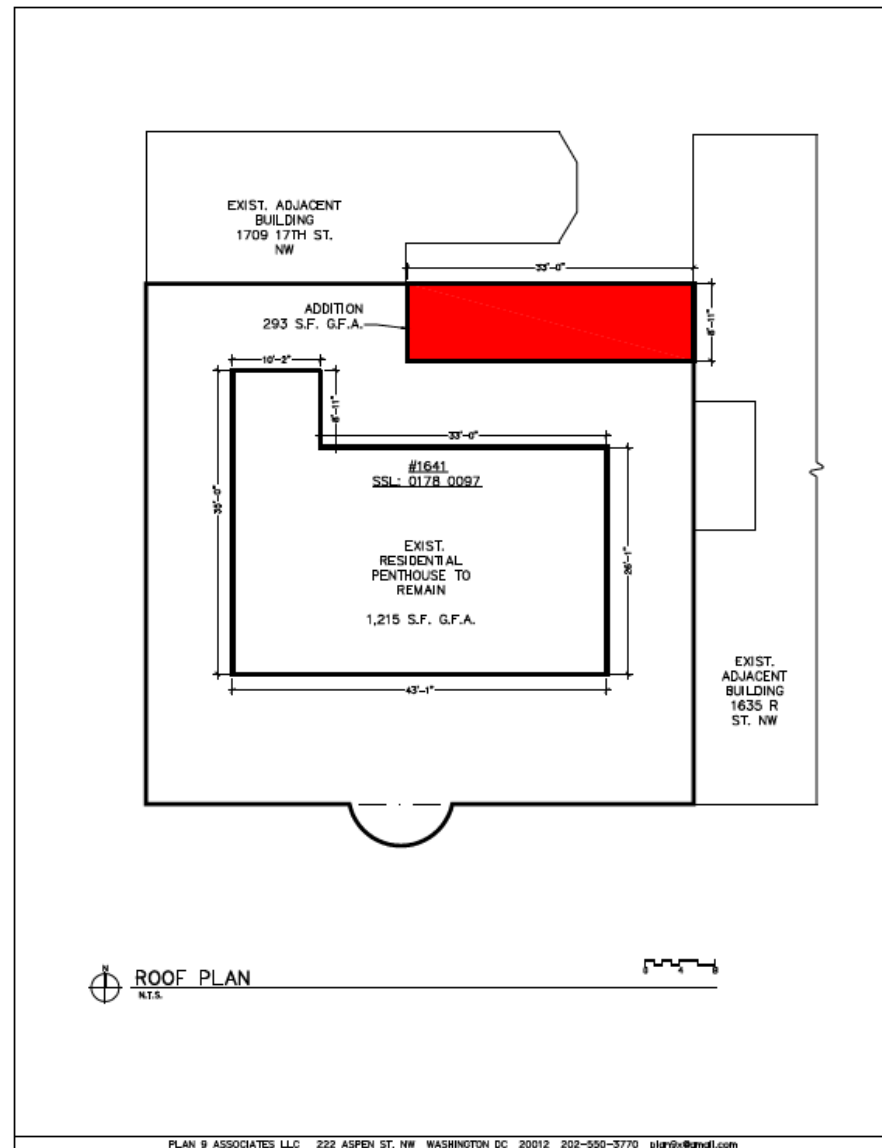 EXIST. ADJACENT
BUILDING
1709 17TH ST.
NW
33'-0"
ADDITION
293 S.F. G.F.A.
8'-11"
10'-2"
8'-11"
33'-0"
#1641
SSL: 0178 0097
35'-0"
EXIST.
RESIDENTIAL
PENTHOUSE TO
REMAIN
26'-1"
1,215 S.F. G.F.A.
EXIST.
ADJACENT
BUILDING
1635 R
ST. NW
43'-1"
N
ROOF PLAN
N.T.S.
0 4 8
PLAN 9 ASSOCIATES LLC 222 ASPEN ST. NW WASHINGTON DC 20012 202-550-3770 plan9x@gmail.com